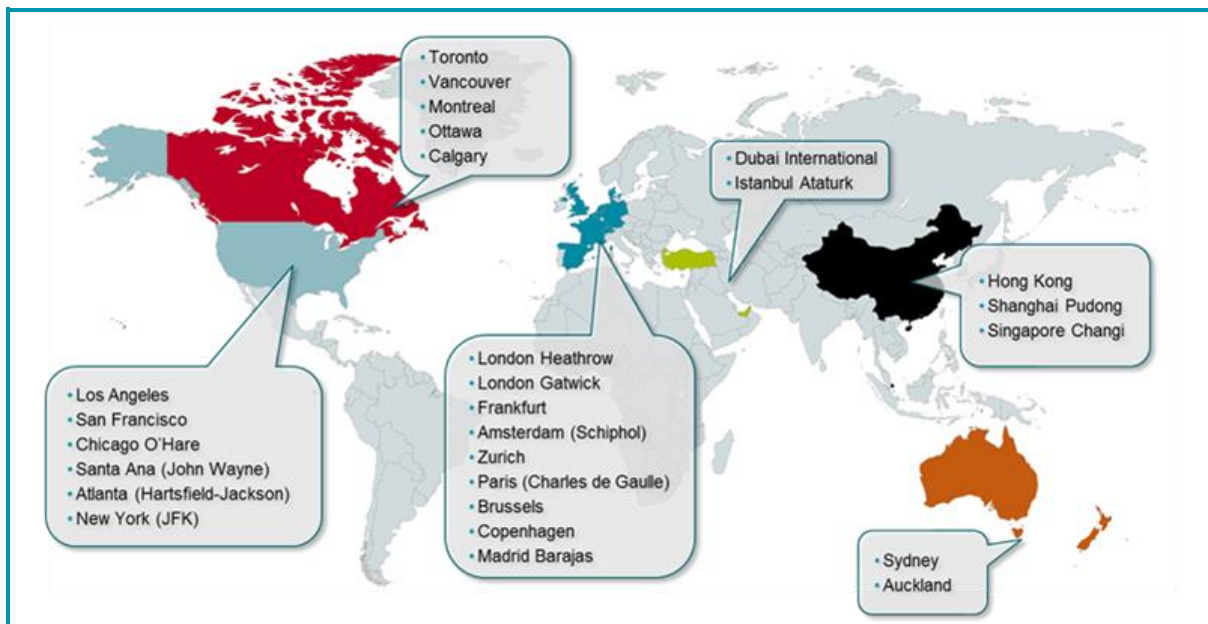 • Toronto
• Vancouver
• Montreal
• Ottawa
• Calgary
• Dubai International
• Istanbul Ataturk
• Hong Kong
• Shanghai Pudong
• Singapore Changi
• Los Angeles
• San Francisco
• Chicago O'Hare
• Santa Ana (John Wayne)
• Atlanta (Hartsfield-Jackson)
• New York (JFK)
• London Heathrow
• London Gatwick
• Frankfurt
• Amsterdam (Schiphol)
• Zurich
• Paris (Charles de Gaulle)
• Brussels
• Copenhagen
• Madrid Barajas
• Sydney
• Auckland